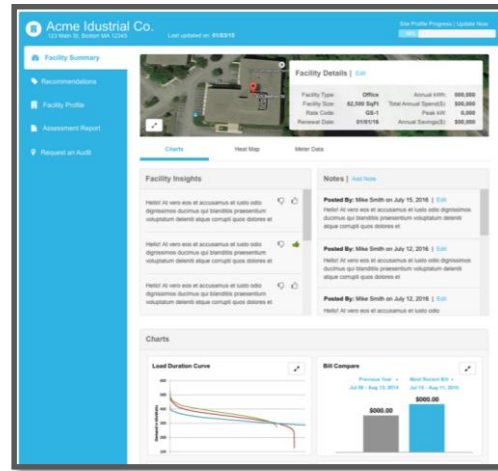 Acme Idustrial Co.
123 Main St, Boston MA 12345
Last updated on: 01/03/15
Site Profile Progress | Update Now
Facility Summary
Recommendations
Facility Profile
Assessment Report
Request an Audit
Facility Details | Edit
Facility Type: Office Annual kWh: 000,000
Facility Size: 62,000 SqFt Total Annual Spend($): $00,000
Rate Code: GS-1 Peak kW: 0,000
Renewal Date: 01/01/16 Annual Savings($): $00,000
Charts Heat Map Meter Data
Facility Insights
Hello! At vero eos et accusamus et iusto odio
dignissimos ducimus qui blanditiis praesentium
voluptatum deleniti atque corrupti quos dolores et
Hello! At vero eos et accusamus et iusto odio
dignissimos ducimus qui blanditiis praesentium
voluptatum deleniti atque corrupti quos dolores et
Hello! At vero eos et accusamus et iusto odio
dignissimos ducimus qui blanditiis praesentium
voluptatum deleniti atque corrupti quos dolores et
Notes | Add Note
Posted By: Mike Smith on July 15, 2016 | Edit
Hello! At vero eos et accusamus et iusto odio dignissimos
ducimus qui blanditiis praesentium voluptatum deleniti
atque corrupti quos dolores et
Posted By: Mike Smith on July 12, 2016 | Edit
Hello! At vero eos et accusamus et iusto odio dignissimos
ducimus qui blanditiis praesentium voluptatum deleniti
atque corrupti quos dolores et
Posted By: Mike Smith on July 12, 2016 | Edit
Hello! At vero eos et accusamus et iusto odio
Charts
Load Duration Curve
600
500
400
300
200
100
Bill Compare
Previous Year Most Recent Bill
$000.00
$000.00